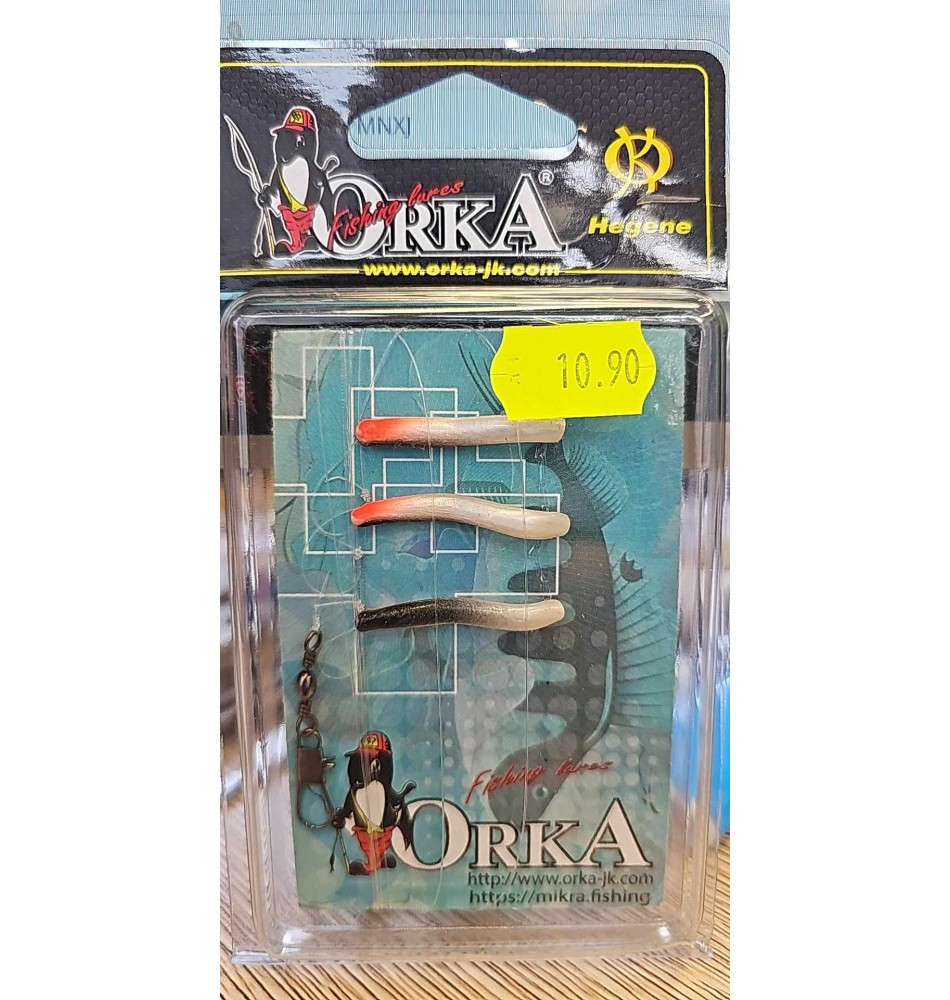 MNXJ
Fishing lures
ORKA®
Hegene
www.orka-jk.com
10.90
Fishing lures
ORKA
http://www.orka-jk.com
https://mikra.fishing